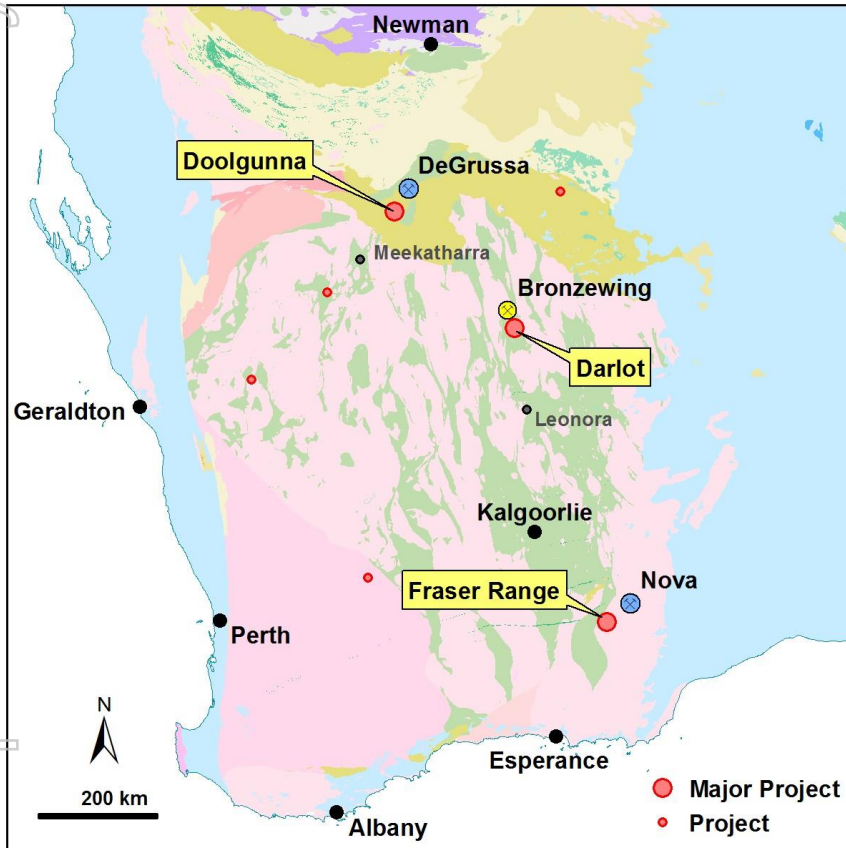 Newman
Doolgunna
DeGrussa
Meekatharra
Bronzewing
Darlot
Geraldton
Leonora
Kalgoorlie
Fraser Range
Nova
Perth
N
Esperance
200 km
Major Project
Project
Albany